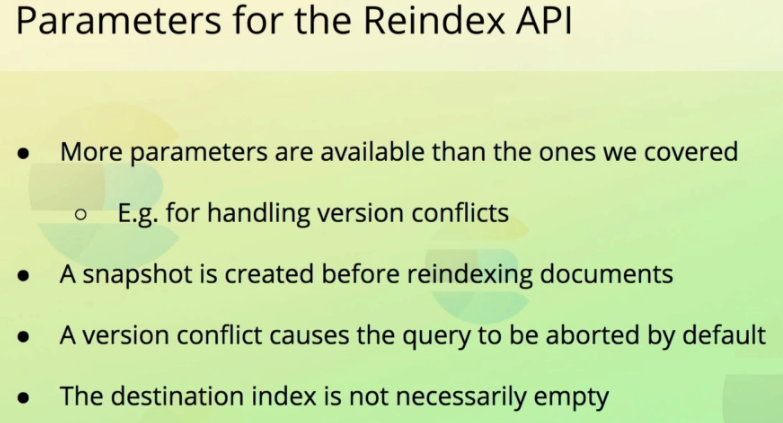 Parameters for the Reindex API
● More parameters are available than the ones we covered
○ E.g. for handling version conflicts
● A snapshot is created before reindexing documents
● A version conflict causes the query to be aborted by default
● The destination index is not necessarily empty